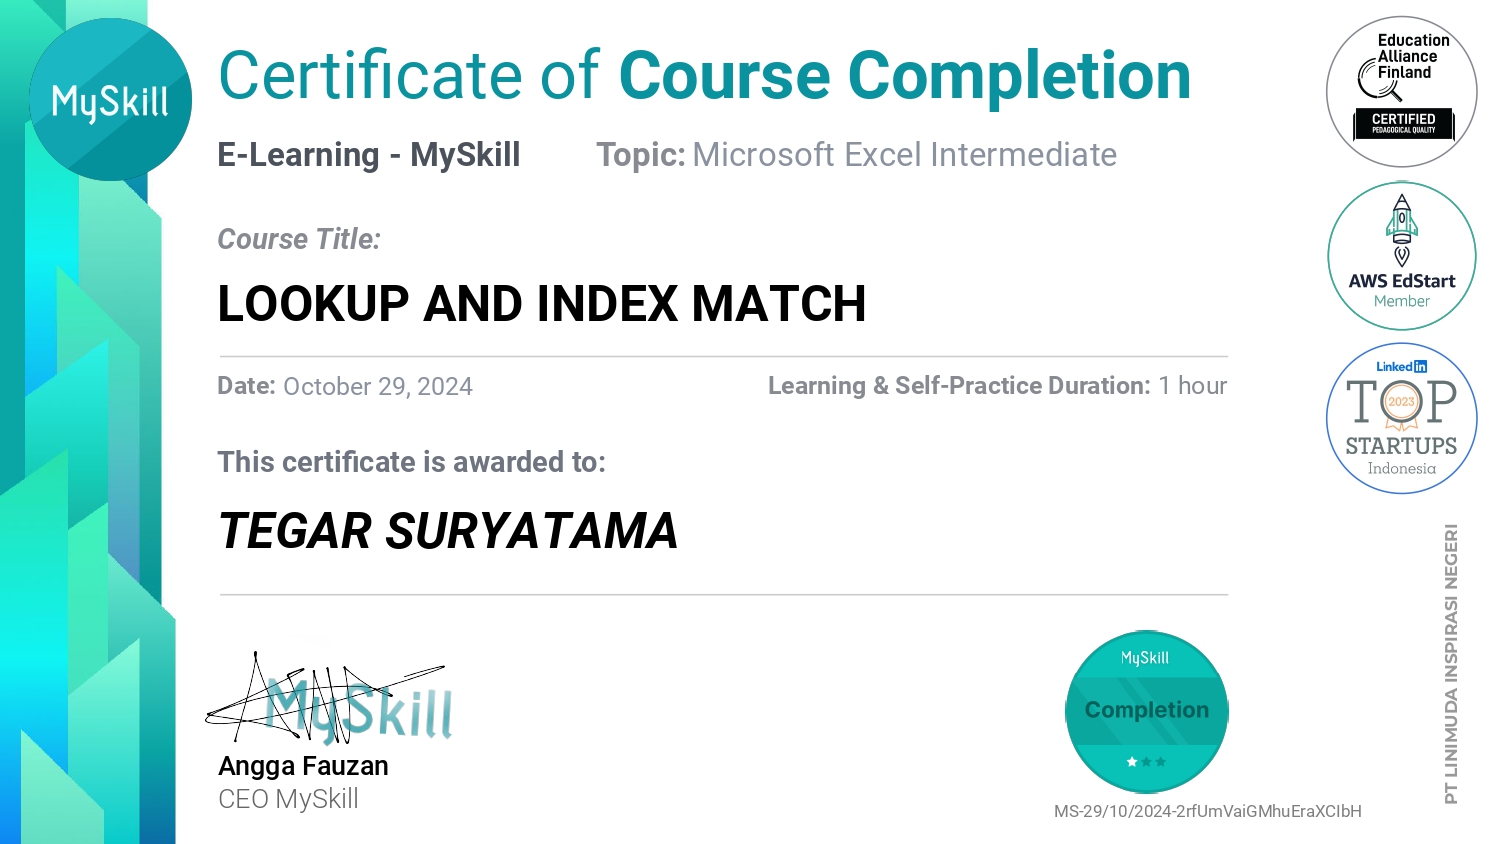 MySkill
Certificate of Course Completion
E-Learning - MySkill Topic: Microsoft Excel Intermediate
Course Title:
LOOKUP AND INDEX MATCH
Date: October 29, 2024 Learning & Self-Practice Duration: 1 hour
This certificate is awarded to:
TEGAR SURYATAMA
MySkill
Angga Fauzan
CEO MySkill
MySkill
Completion
MS-29/10/2024-2rfUmVaiGMhuEraXCIbH
Education
Alliance
Finland
CERTIFIED
PEDAGOGICAL QUALITY
AWS EdStart
Member
Linkedin
TOP
2023
STARTUPS
Indonesia
PT LINIMUDA INSPIRASI NEGERI